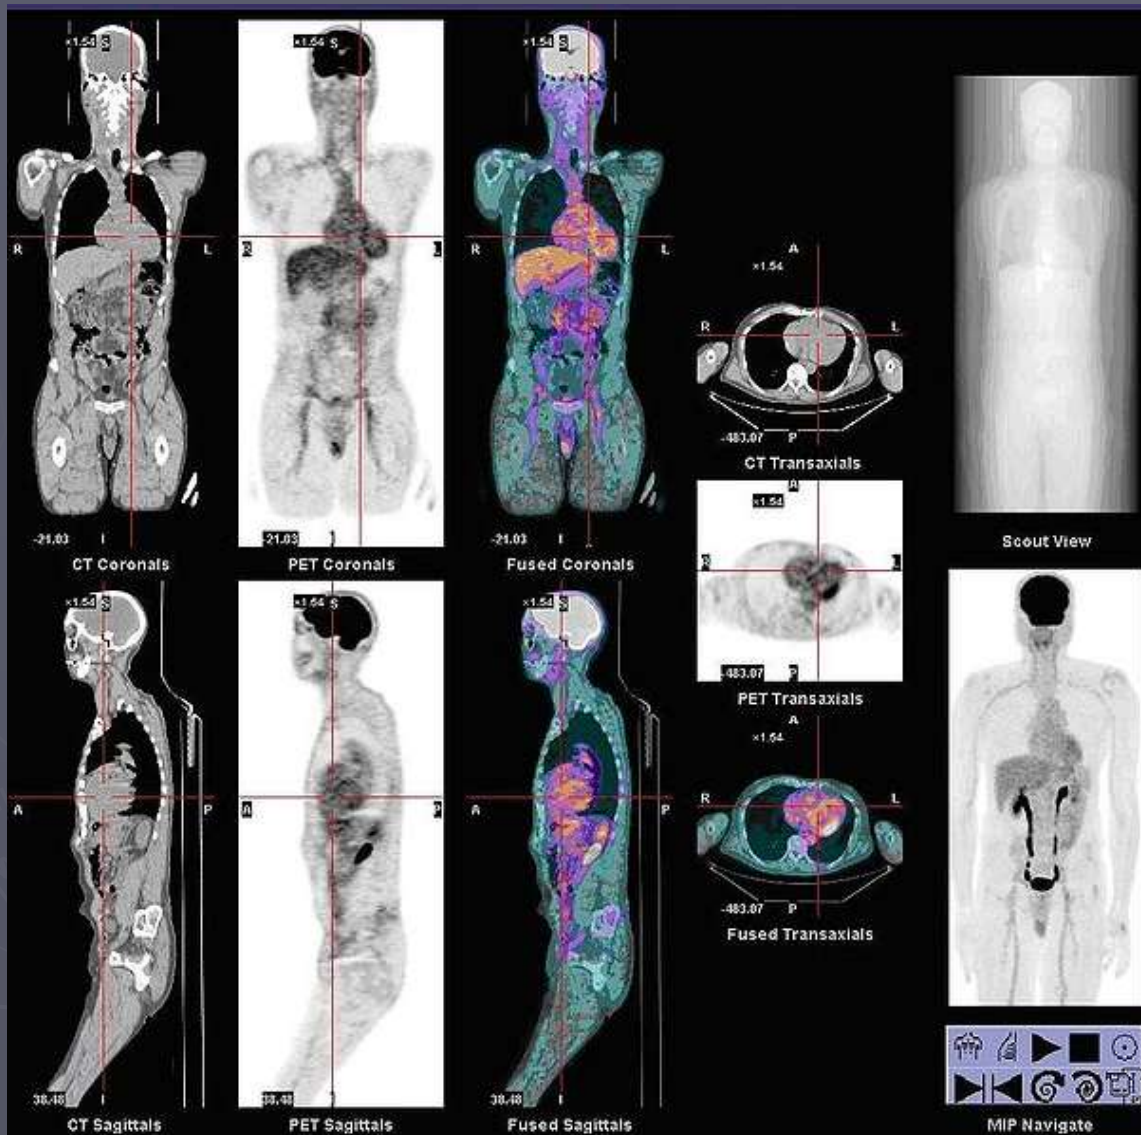 ×1.54 S
R L
-21.03 I
CT Coronals
×1.54 S
R L
-21.03 I
PET Coronals
×1.54 S
R L
-21.03 I
Fused Coronals
A
×1.54
R L
-483.07 P
CT Transaxials
Scout View
×1.54 S
A P
38.48 I
CT Sagittals
×1.54 S
A P
38.48 I
PET Sagittals
×1.54 S
A P
38.48 I
Fused Sagittals
A
×1.54
R L
-483.07 P
PET Transaxials
A
×1.54
R L
-483.07 P
Fused Transaxials
MIP Navigate